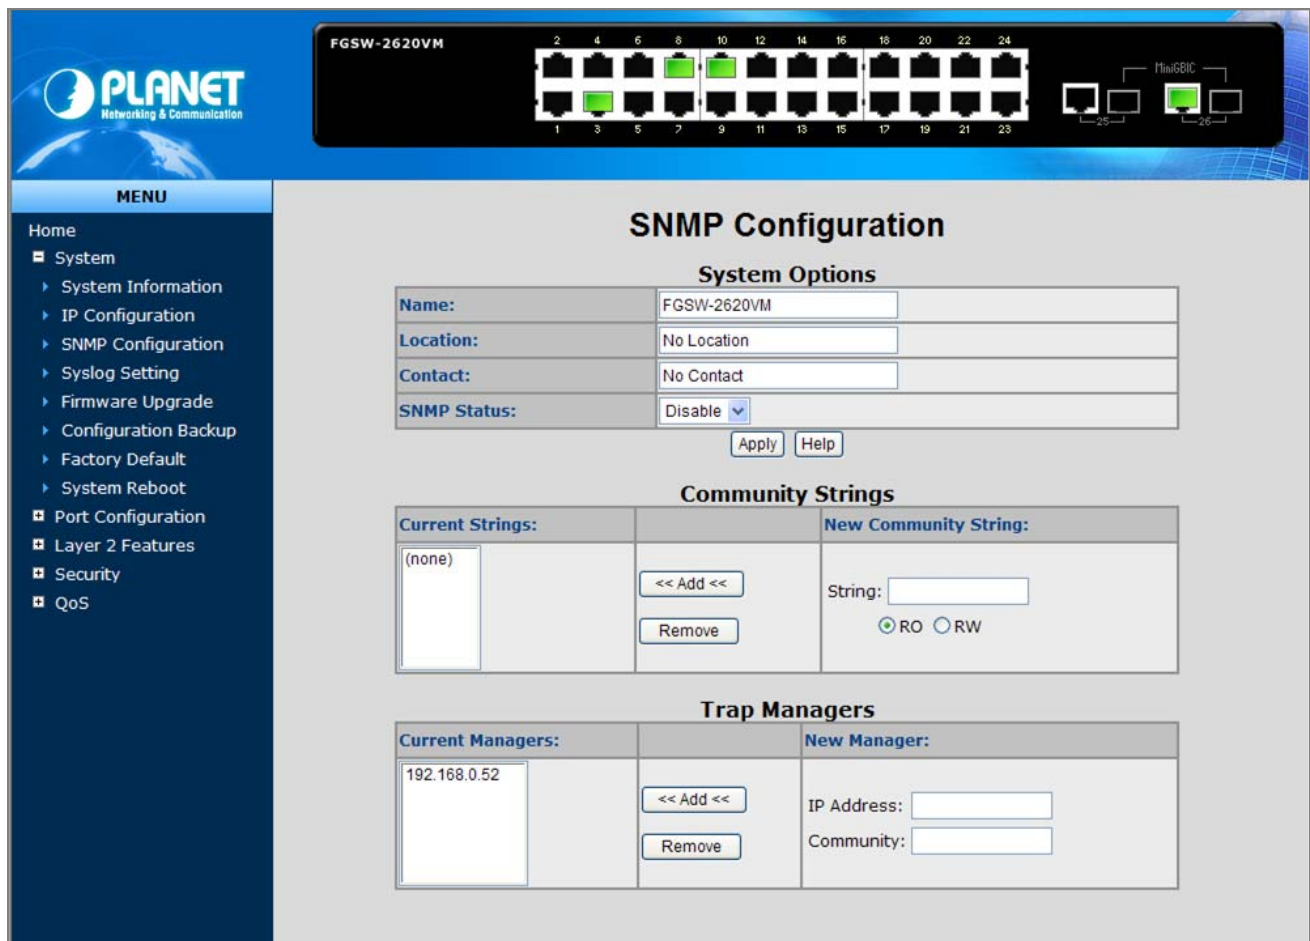 FGSW-2620VM
2 4 6 8 10 12 14 16 18 20 22 24
MiniGBIC
PLANET
Networking & Communication
25 26
1 3 5 7 9 11 13 15 17 19 21 23
MENU
Home
System
System Information
IP Configuration
SNMP Configuration
Syslog Setting
Firmware Upgrade
Configuration Backup
Factory Default
System Reboot
Port Configuration
Layer 2 Features
Security
QoS
SNMP Configuration
System Options
Name: FGSW-2620VM
Location: No Location
Contact: No Contact
SNMP Status: Disable
Apply Help
Community Strings
Current Strings: New Community String:
(none)
<< Add <<
String:
Remove
RO RW
Trap Managers
Current Managers: New Manager:
192.168.0.52
<< Add <<
IP Address:
Remove
Community: